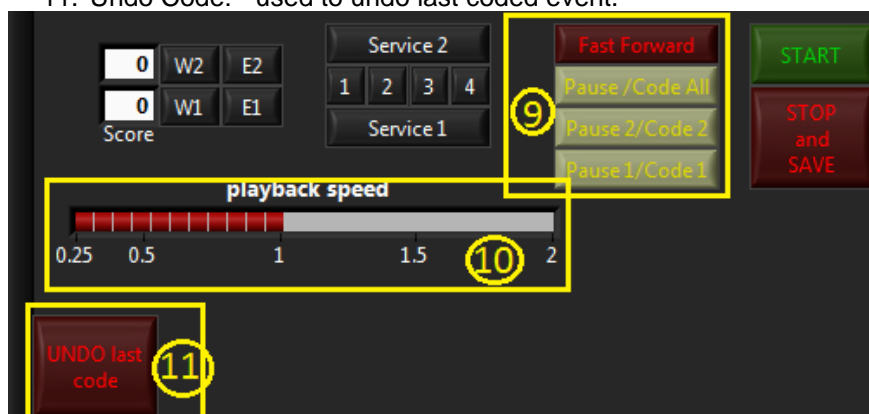 11. Undo Code: - used to undo last coded event.
0 W2 E2
0 W1 E1
Score
Service 2
1 2 3 4
Service 1
9
Fast Forward
Pause /Code All
Pause 2/Code 2
Pause 1/Code 1
START
STOP
and
SAVE
playback speed
0.25 0.5 1 1.5 2
10
UNDO last
code
11